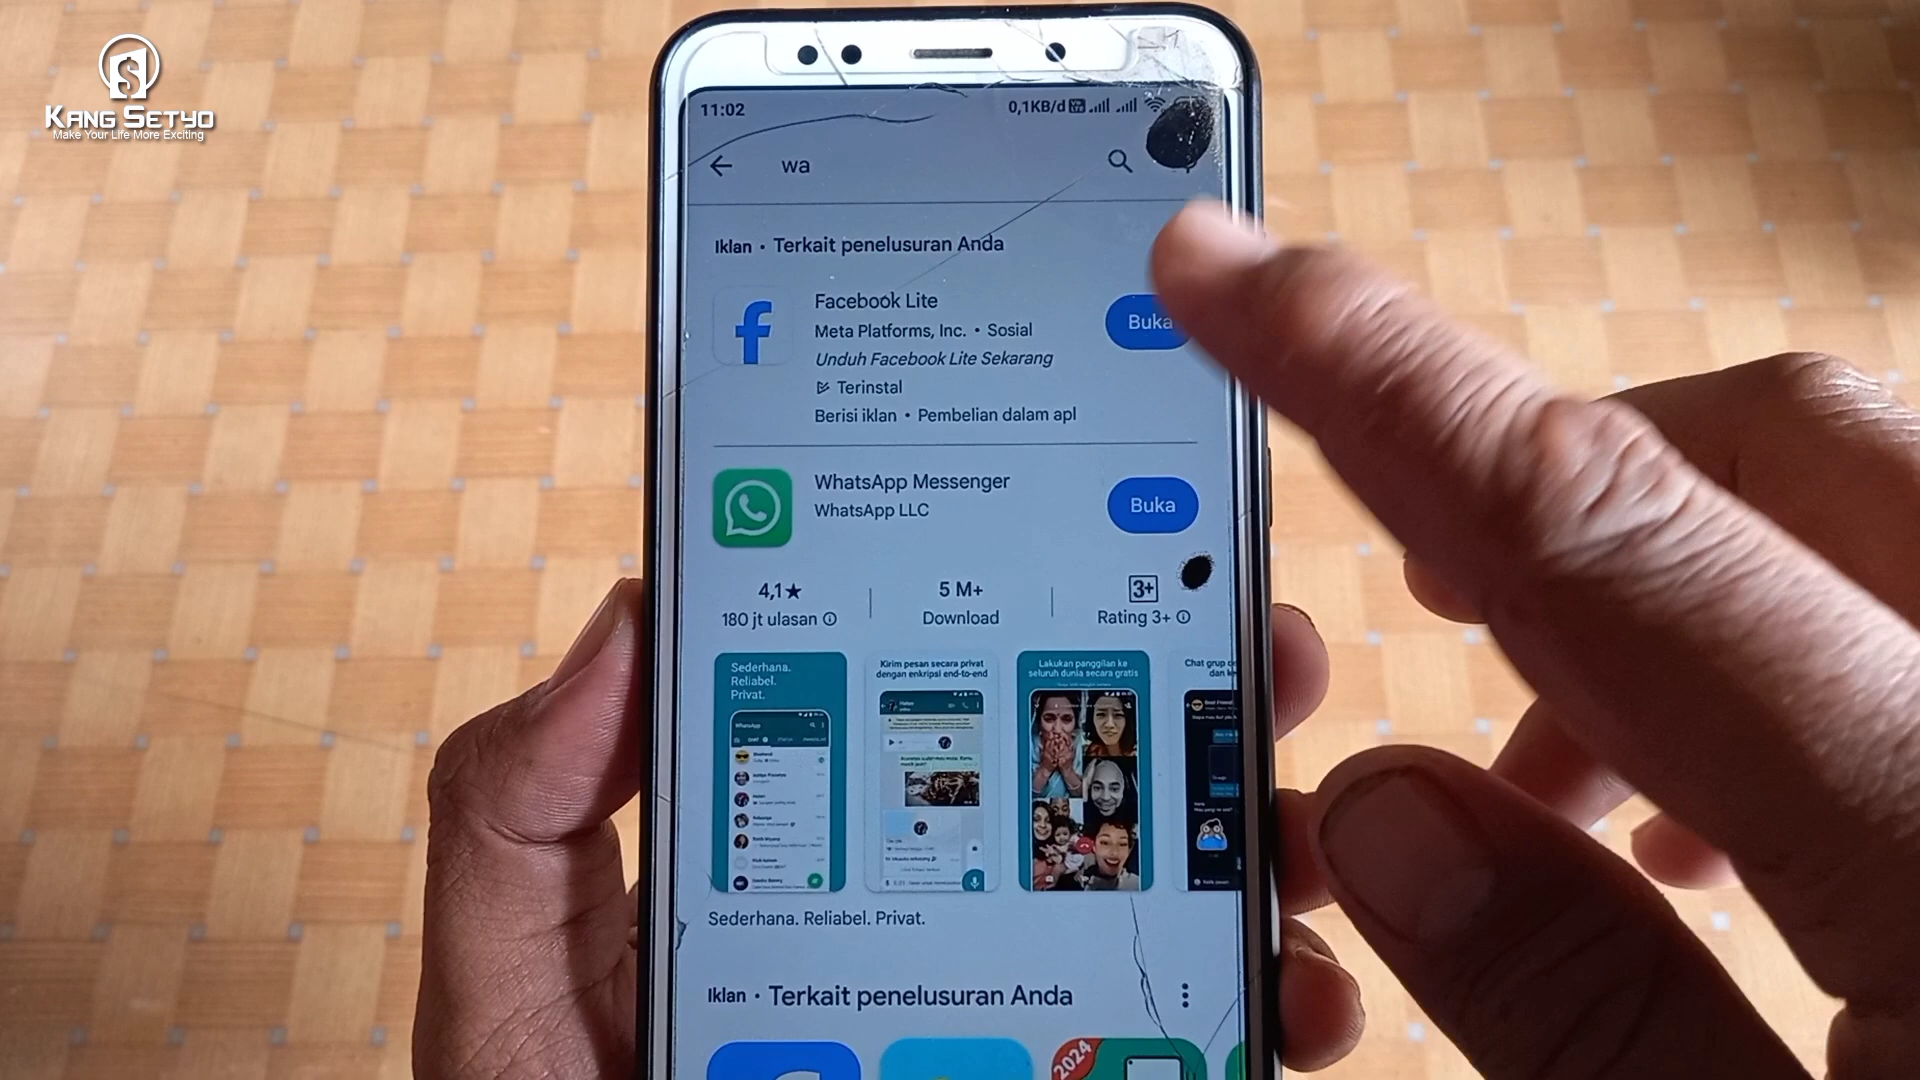 Kang Setyo
Make Your Life More Exciting
11:02
0,1KB/d
wa
Iklan • Terkait penelusuran Anda
Facebook Lite
Meta Platforms, Inc. • Sosial
Unduh Facebook Lite Sekarang
Terinstal
Berisi iklan • Pembelian dalam apl
Buka
WhatsApp Messenger
WhatsApp LLC
Buka
4,1★
180 jt ulasan
5 M+
Download
3+
Rating 3+
Sederhana.
Reliabel.
Privat.
WhatsApp
Kirim pesan secara privat
dengan enkripsi end-to-end
Lakukan panggilan ke
seluruh dunia secara gratis
Chat grup
Sederhana. Reliabel. Privat.
Iklan • Terkait penelusuran Anda
2024